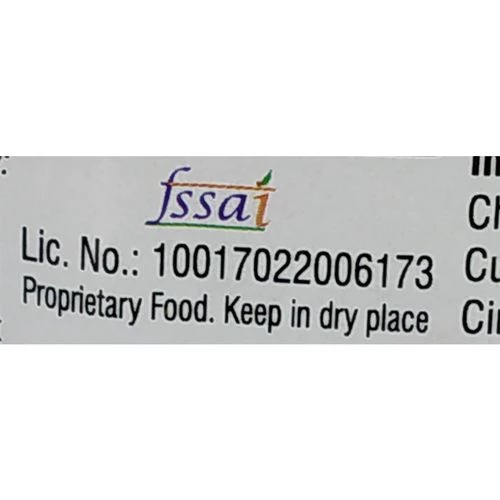 fssai
Lic. No.: 10017022006173
Proprietary Food. Keep in dry place